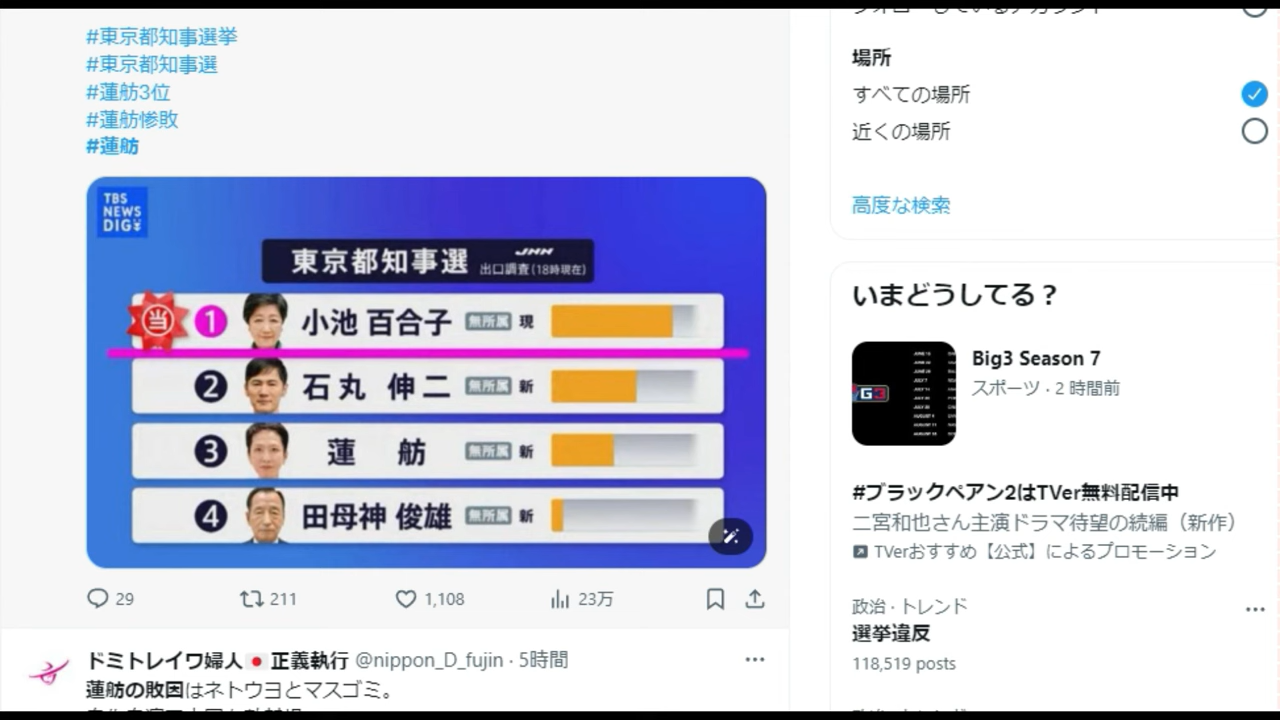 #東京都知事選挙
#東京都知事選
#蓮舫3位
#蓮舫惨敗
#蓮舫
TBS
NEWS
DIG
東京都知事選 JNN 出口調査(18時現在)
当 1 小池 百合子 無所属 現
2 石丸 伸二 無所属 新
3 蓮 舫 無所属 新
4 田母神 俊雄 無所属 新
29 211 1,108 23万
ドミトレイワ婦人🇯🇵正義執行 @nippon_D_fujin · 5時間
蓮舫の敗因はネトウヨとマスゴミ。
場所
すべての場所
近くの場所
高度な検索
いまどうしてる？
G3
Big3 Season 7
スポーツ · 2 時間前
#ブラックペアン2はTVer無料配信中
二宮和也さん主演ドラマ待望の続編（新作）
TVerおすすめ【公式】によるプロモーション
政治 · トレンド
選挙違反
118,519 posts